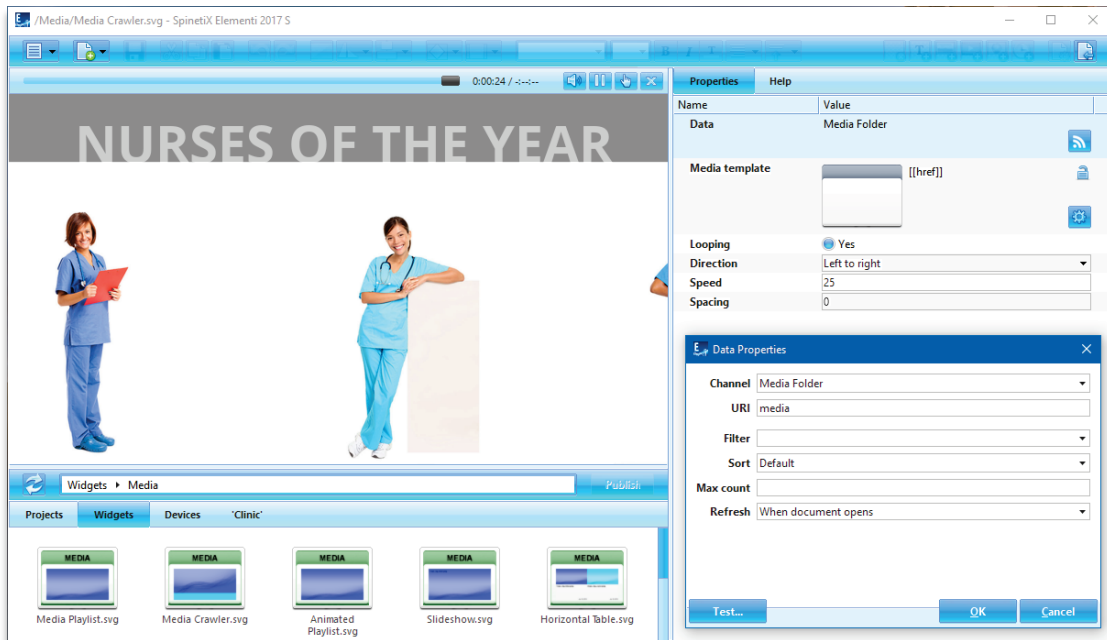 /Media/Media Crawler.svg - SpinetiX Elementi 2017 S
0:00:24 / -:--:--
NURSES OF THE YEAR
Properties Help
Name Value
Data Media Folder
Media template [[href]]
Looping Yes
Direction Left to right
Speed 25
Spacing 0
Data Properties
Channel Media Folder
URI media
Filter
Sort Default
Max count
Refresh When document opens
Test... OK Cancel
Widgets Media Publish
Projects Widgets Devices 'Clinic'
MEDIA MEDIA MEDIA MEDIA MEDIA
Media Playlist.svg Media Crawler.svg Animated Playlist.svg Slideshow.svg Horizontal Table.svg